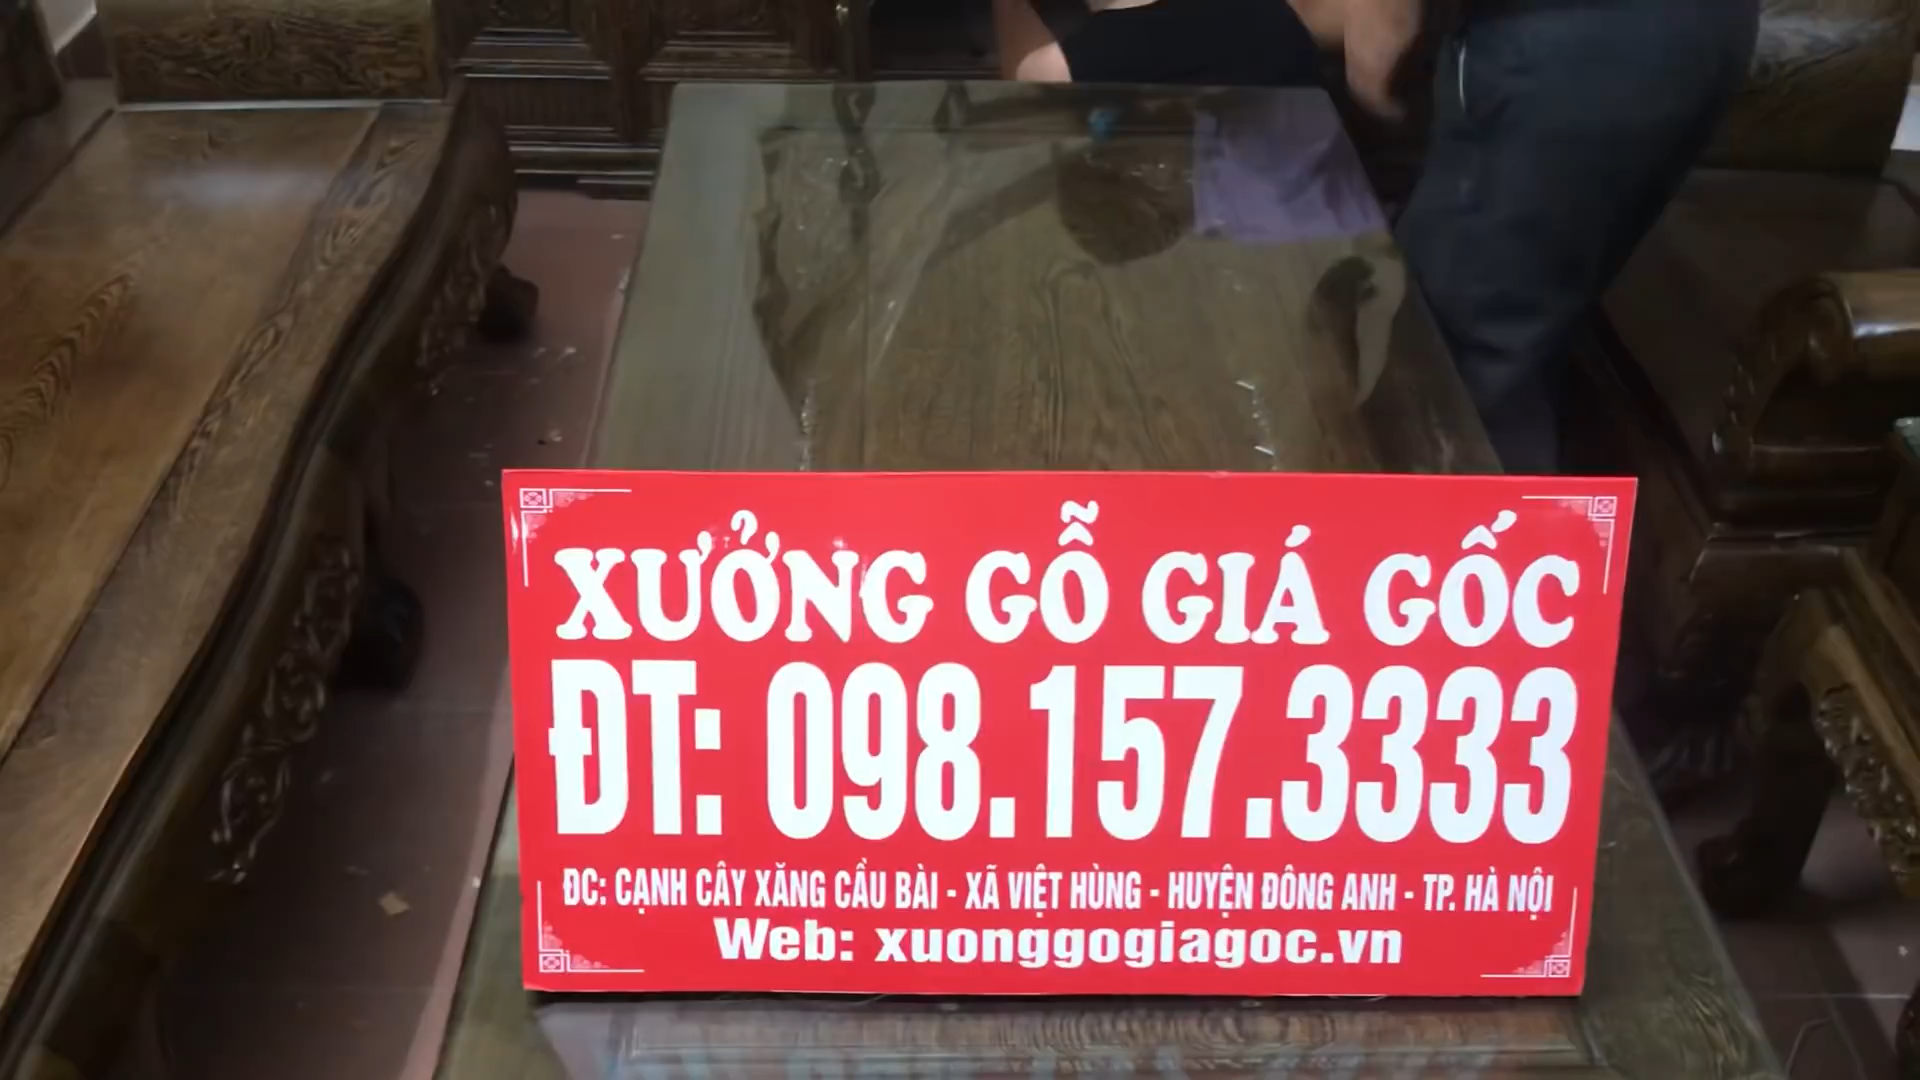 XƯỞNG GỖ GIÁ GỐC
ĐT: 098.157.3333
ĐC: CẠNH CÂY XĂNG CẦU BÀI - XÃ VIỆT HÙNG - HUYỆN ĐÔNG ANH - TP. HÀ NỘI
Web: xuonggogiagoc.vn